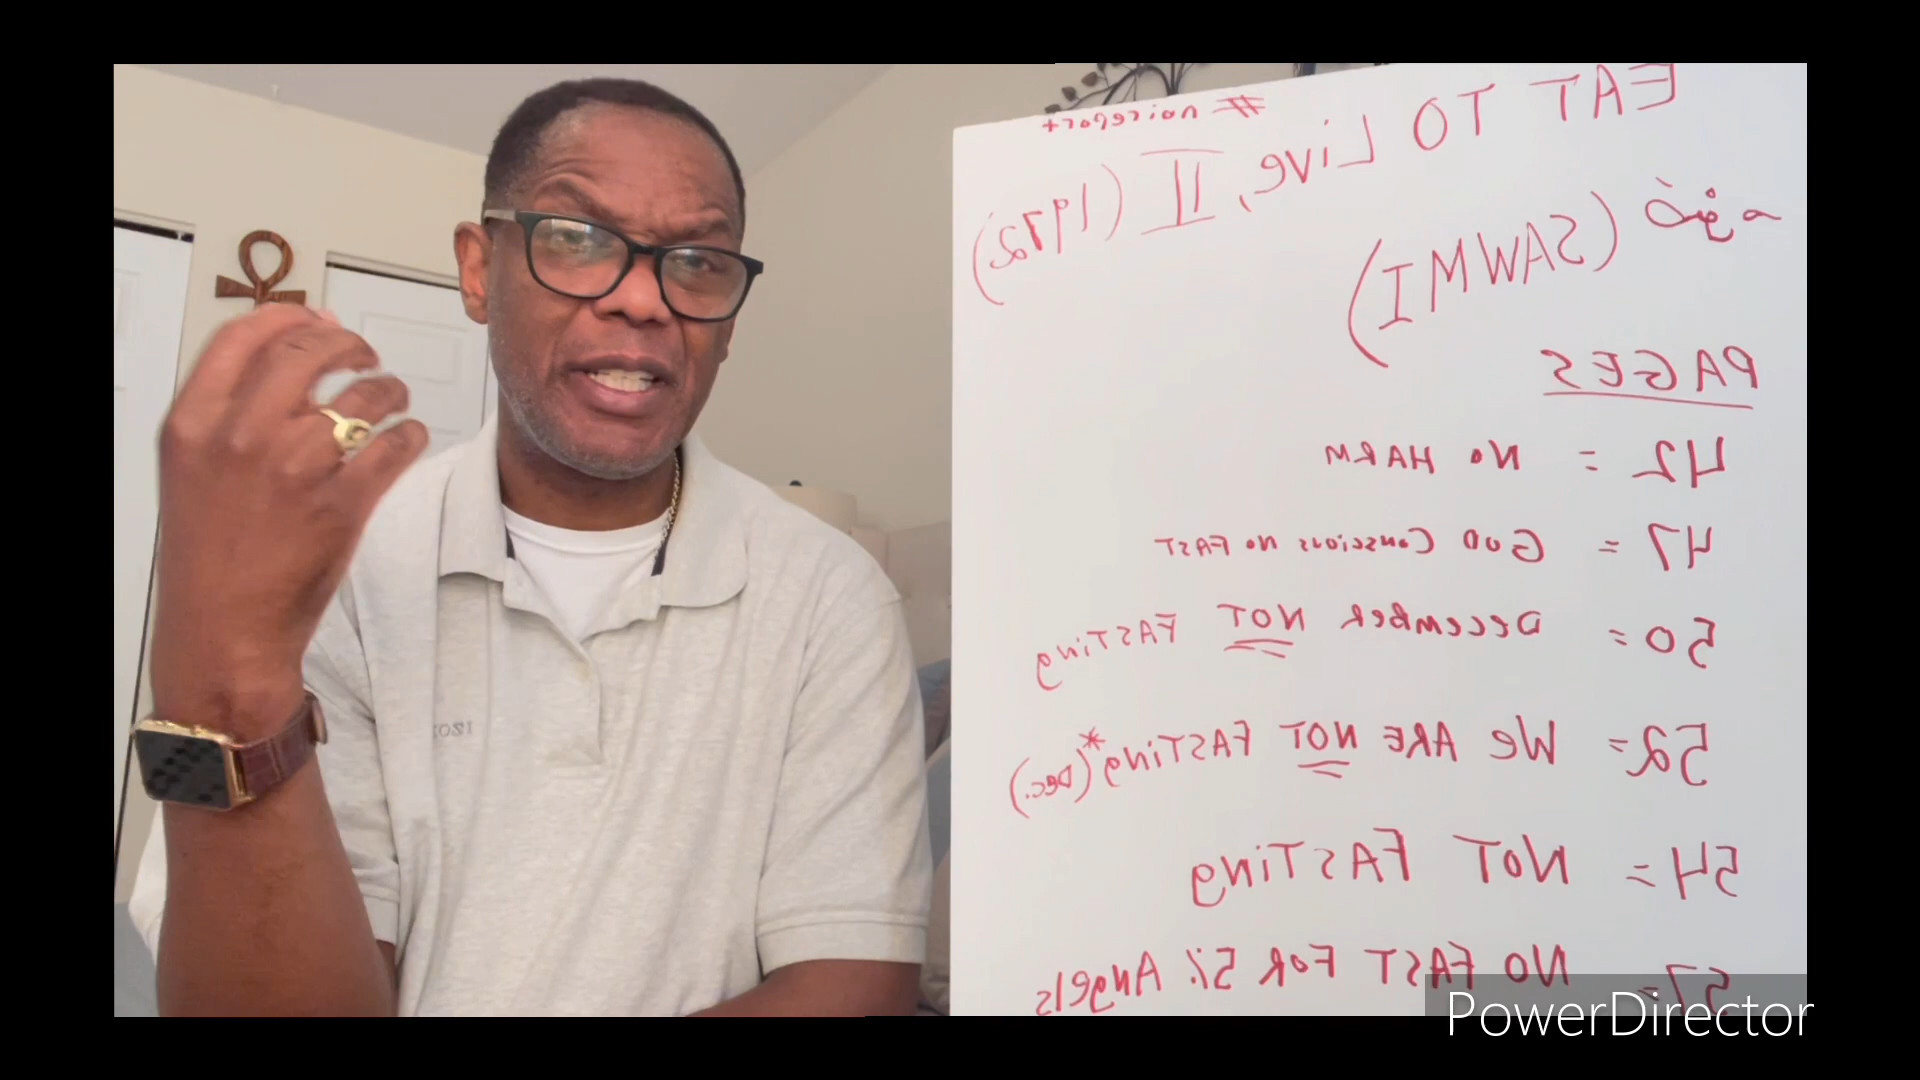 EAT TO Live, II (1972)
#noireport
(SAWMI)
PAGES
42 = No HARM
47 = GOD Conscious no FAST
50 = DECEMBER NOT FASTing
52 = We ARE NOT FASTing* (Dec.)
54 = NOT FASTing
57 = NO FAST FOR 5% Angels
PowerDirector